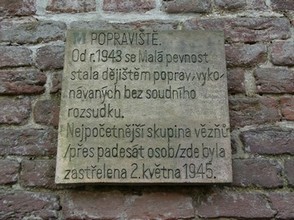 POPRAVIŠTĚ.
Od r. 1943 se Malá pevnost
stala dějištěm poprav, vyko-
návaných bez soudního
rozsudku.
Nejpočetnější skupina vězňů
/přes padesát osob/zde byla
zastřelena 2. května 1945.